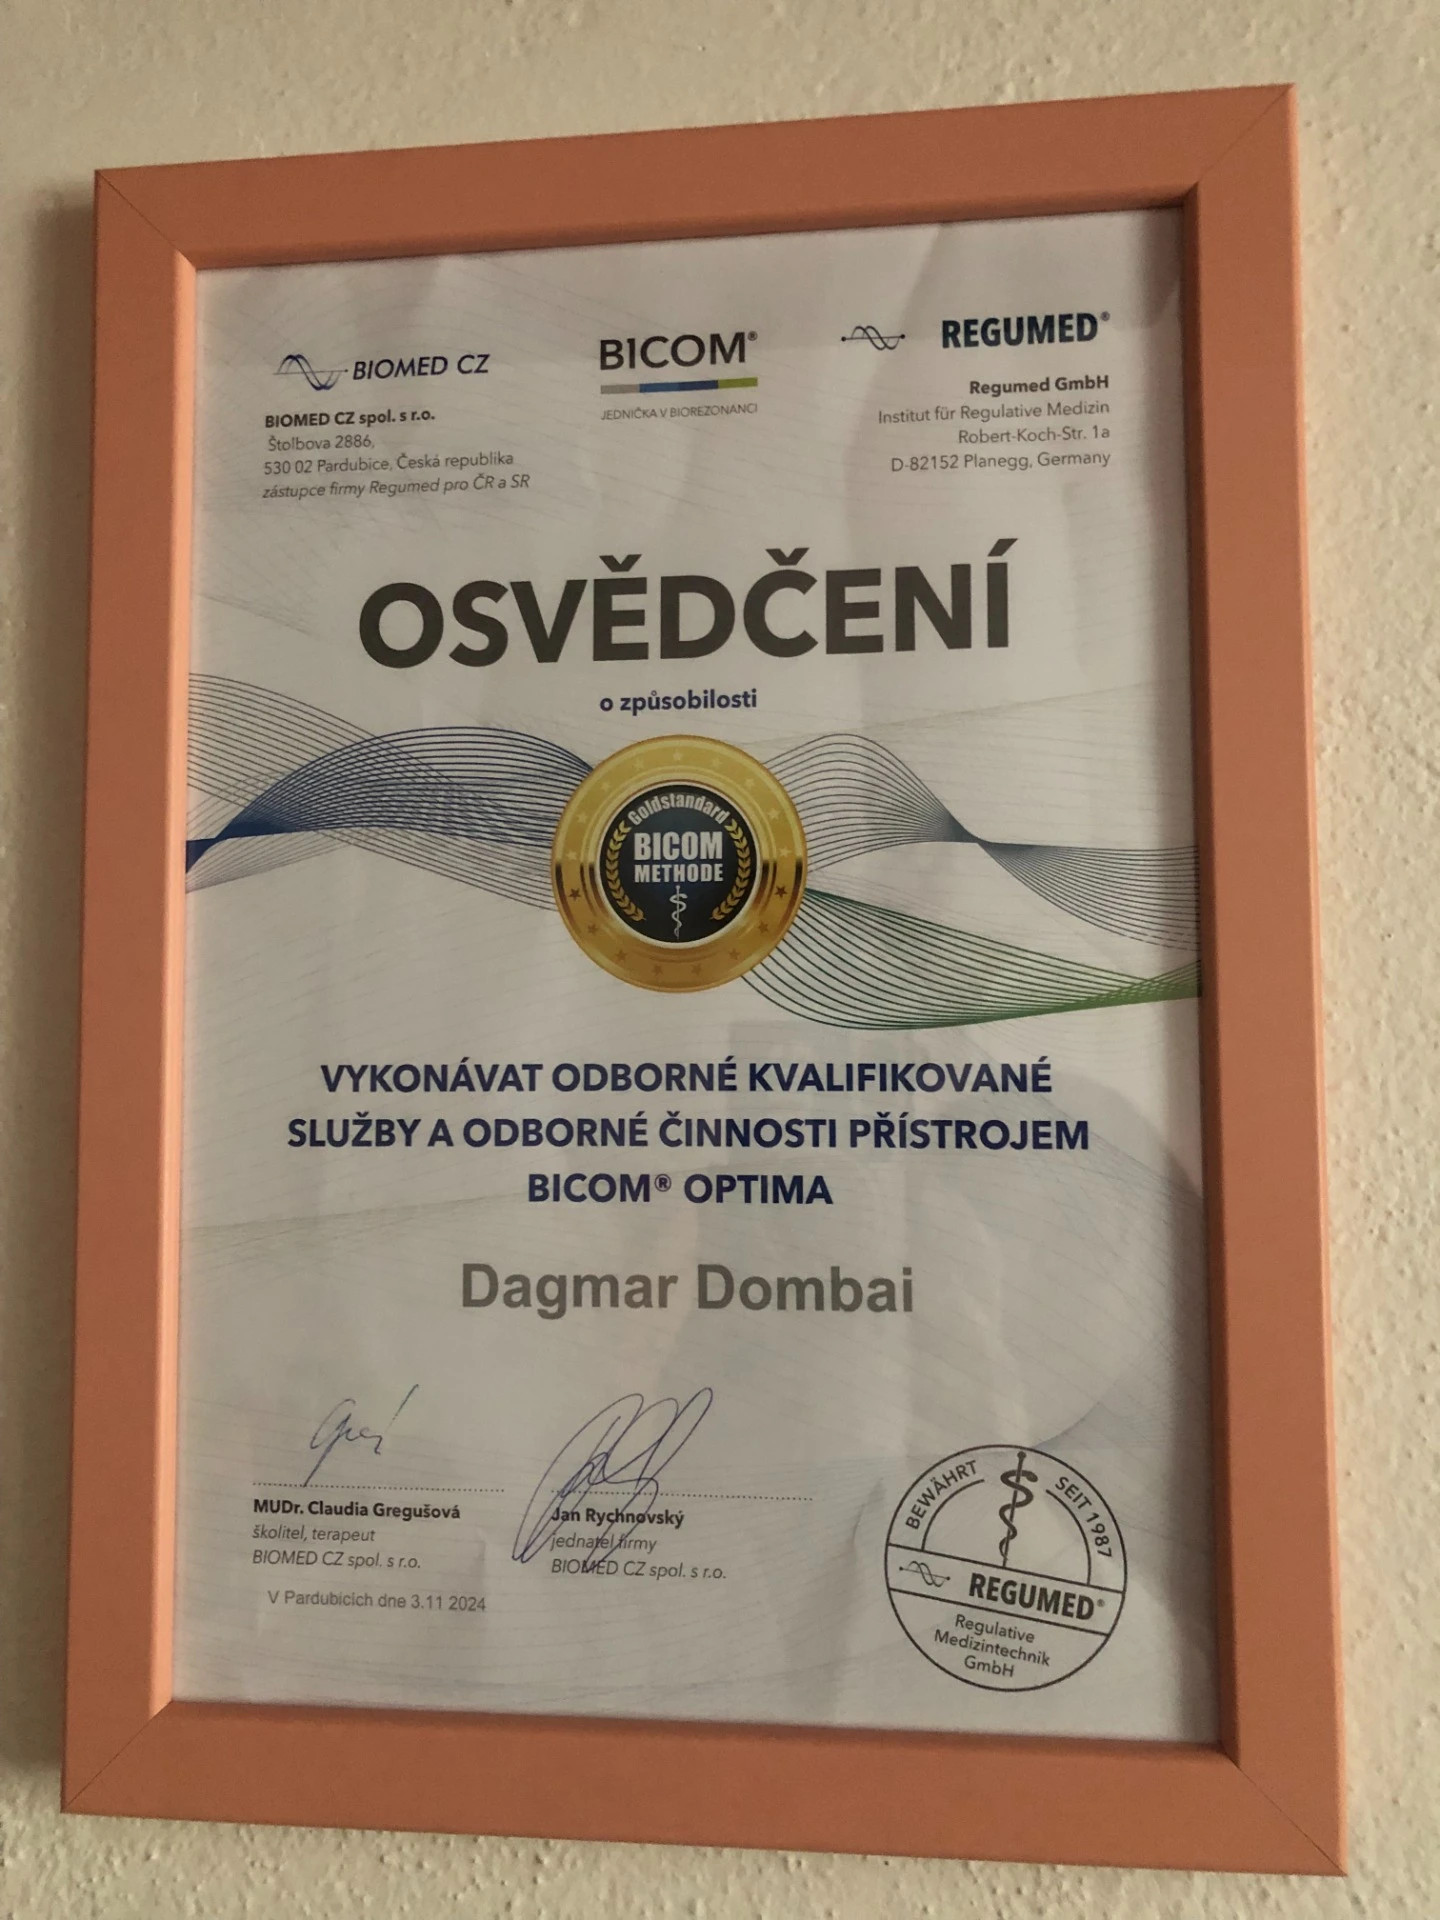 BIOMED CZ
BIOMED CZ spol. s r.o.
Štolbova 2886,
530 02 Pardubice, Česká republika
zástupce firmy Regumed pro ČR a SR
BICOM®
JEDNIČKA V BIOREZONANCI
REGUMED®
Regumed GmbH
Institut für Regulative Medizin
Robert-Koch-Str. 1a
D-82152 Planegg, Germany
OSVĚDČENÍ
o způsobilosti
Goldstandard
BICOM
METHODE
VYKONÁVAT ODBORNÉ KVALIFIKOVANÉ
SLUŽBY A ODBORNÉ ČINNOSTI PŘÍSTROJEM
BICOM® OPTIMA
Dagmar Dombai
MUDr. Claudia Gregušová
školitel, terapeut
BIOMED CZ spol. s r.o.
V Pardubicích dne 3.11 2024
Jan Rychnovský
jednatel firmy
BIOMED CZ spol. s r.o.
BEWÄHRT SEIT 1987
REGUMED®
Regulative
Medizintechnik
GmbH